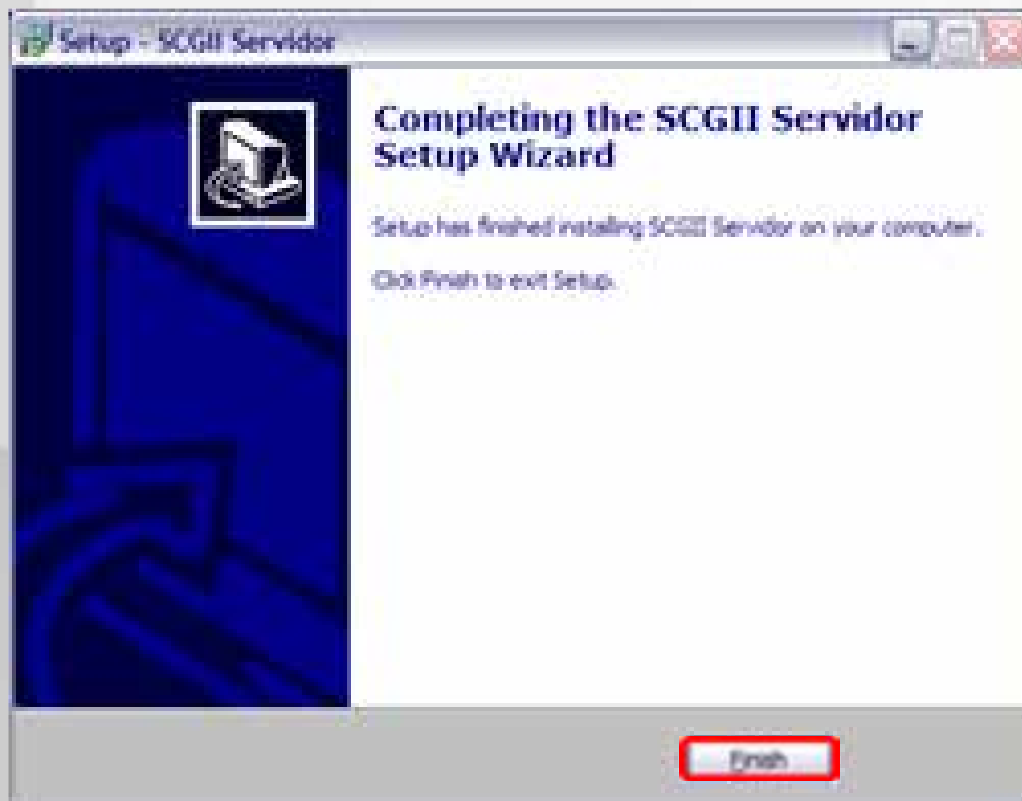 Setup - SCGII Servidor
Completing the SCGII Servidor
Setup Wizard
Setup has finished installing SCGII Servidor on your computer.
Click Finish to exit Setup.
Finish